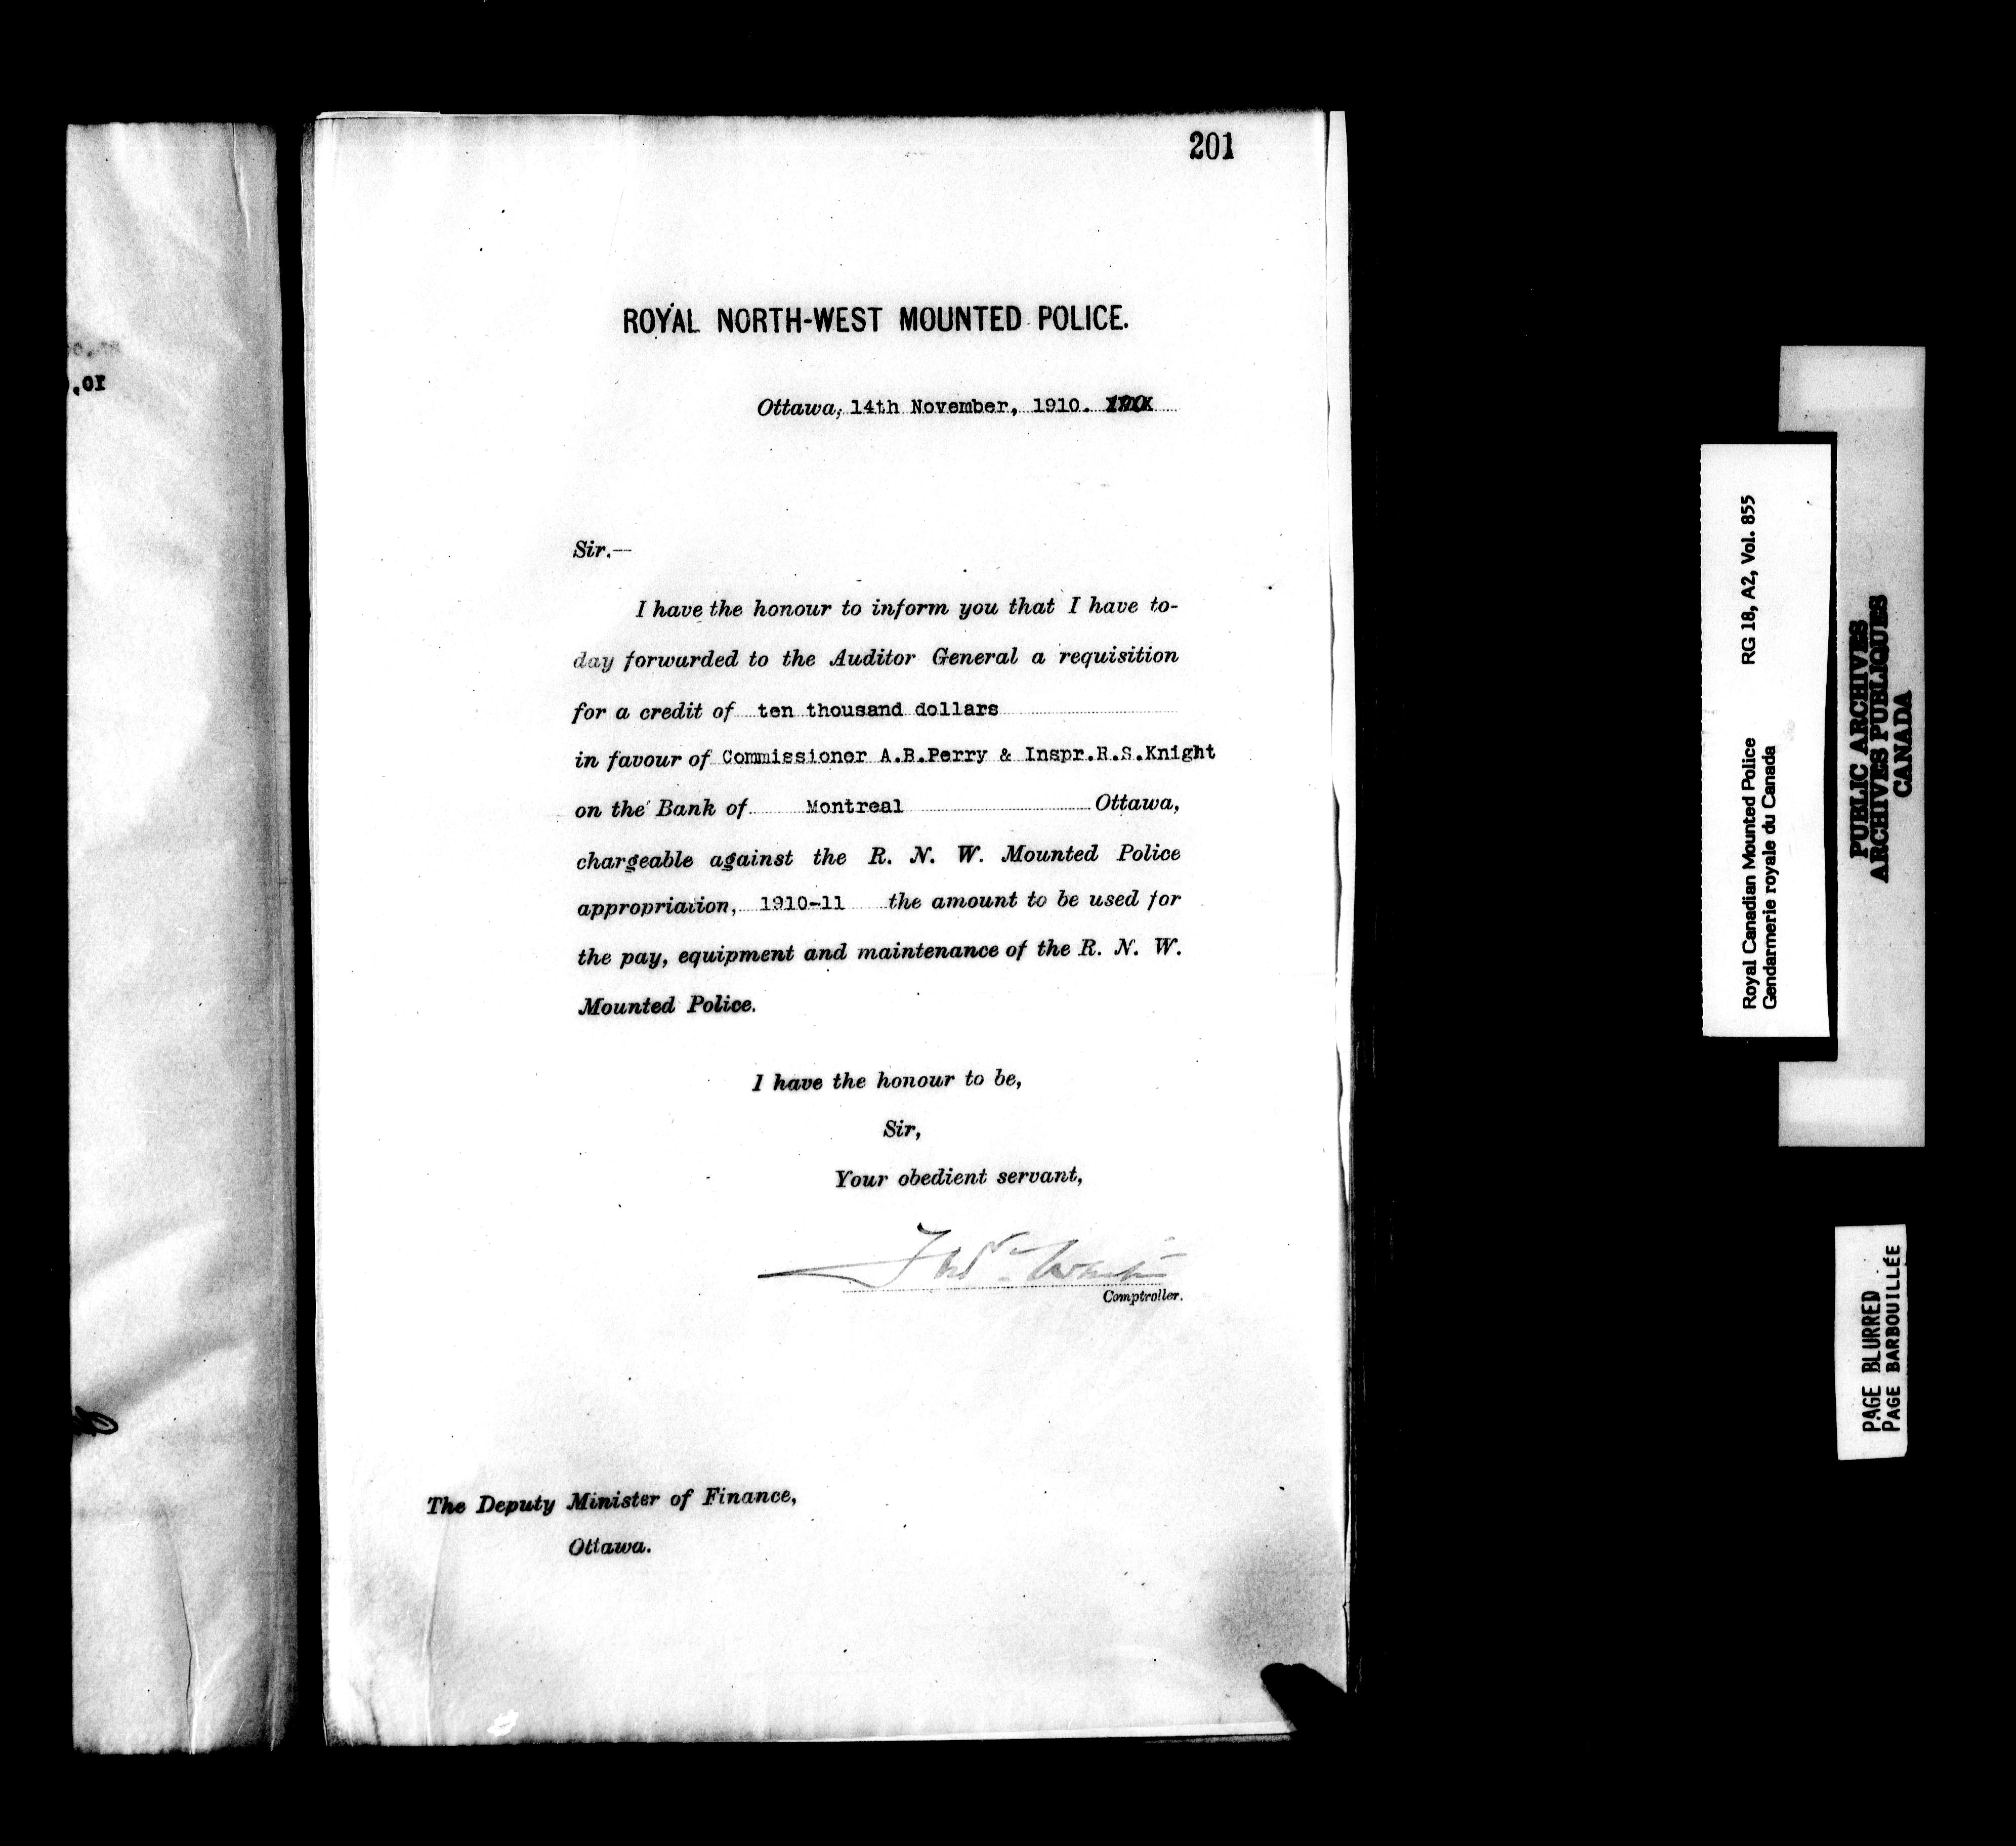 201
ROYAL NORTH-WEST MOUNTED POLICE.
Ottawa, 14th November, 1910.
Sir.—
I have the honour to inform you that I have to-
day forwarded to the Auditor General a requisition
for a credit of ten thousand dollars
in favour of Commissioner A.B.Perry & Inspr.R.S.Knight
on the Bank of Montreal Ottawa,
chargeable against the R. N. W. Mounted Police
appropriation, 1910-11 the amount to be used for
the pay, equipment and maintenance of the R. N. W.
Mounted Police.
I have the honour to be,
Sir,
Your obedient servant,
Fred White
Comptroller.
The Deputy Minister of Finance,
Ottawa.
Royal Canadian Mounted Police RG 18, A2, Vol. 855
Gendarmerie royale du Canada
PUBLIC ARCHIVES
ARCHIVES PUBLIQUES
CANADA
PAGE BLURRED
PAGE BARBOUILLÉE